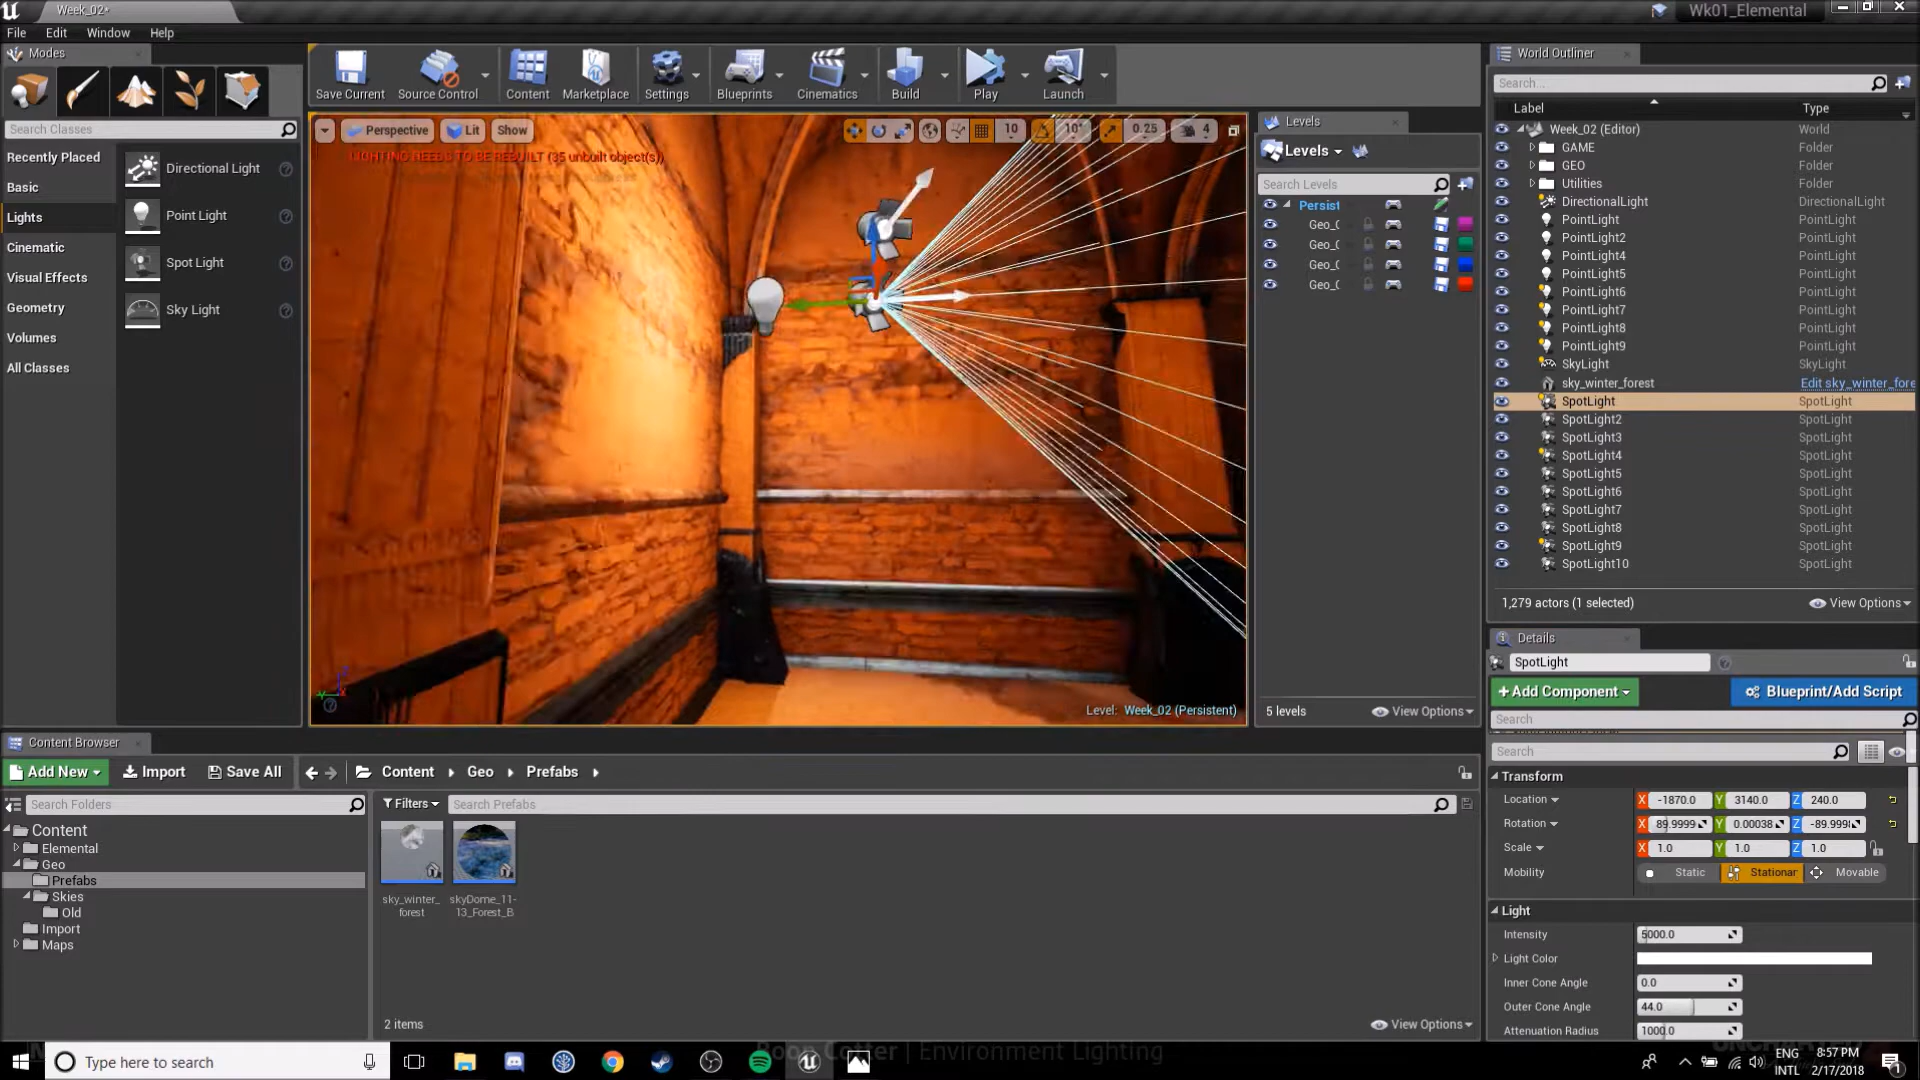 Week_02*
Wk01_Elemental
File Edit Window Help
Modes
Search Classes
Recently Placed
Basic
Lights
Cinematic
Visual Effects
Geometry
Volumes
All Classes
Directional Light
Point Light
Spot Light
Sky Light
Save Current
Source Control
Content
Marketplace
Settings
Blueprints
Cinematics
Build
Play
Launch
Perspective Lit Show
10 10° 0.25 4
LIGHTING NEEDS TO BE REBUILT (35 unbuilt object(s))
Level: Week_02 (Persistent)
Levels
Levels
Search Levels
Persist
Geo_0
Geo_0
Geo_0
Geo_0
5 levels View Options
World Outliner
Search...
Label Type
Week_02 (Editor) World
GAME Folder
GEO Folder
Utilities Folder
DirectionalLight DirectionalLight
PointLight PointLight
PointLight2 PointLight
PointLight4 PointLight
PointLight5 PointLight
PointLight6 PointLight
PointLight7 PointLight
PointLight8 PointLight
PointLight9 PointLight
SkyLight SkyLight
sky_winter_forest Edit sky_winter_fore
SpotLight SpotLight
SpotLight2 SpotLight
SpotLight3 SpotLight
SpotLight4 SpotLight
SpotLight5 SpotLight
SpotLight6 SpotLight
SpotLight7 SpotLight
SpotLight8 SpotLight
SpotLight9 SpotLight
SpotLight10 SpotLight
1,279 actors (1 selected) View Options
Details
SpotLight
+Add Component Blueprint/Add Script
Search
Search
Transform
Location X -1870.0 Y 3140.0 Z 240.0
Rotation X 89.9999 Y 0.00038 Z -89.999
Scale X 1.0 Y 1.0 Z 1.0
Mobility Static Stationar Movable
Light
Intensity 5000.0
Light Color
Inner Cone Angle 0.0
Outer Cone Angle 44.0
Attenuation Radius 1000.0
Content Browser
Add New Import Save All Content Geo Prefabs
Search Folders
Content
Elemental
Geo
Prefabs
Skies
Old
Import
Maps
Filters Search Prefabs
sky_winter_
forest
skyDome_11-
13_Forest_B
2 items View Options
Type here to search
Cotter | Environment Lighting
ENG
INTL
8:57 PM
2/17/2018
1